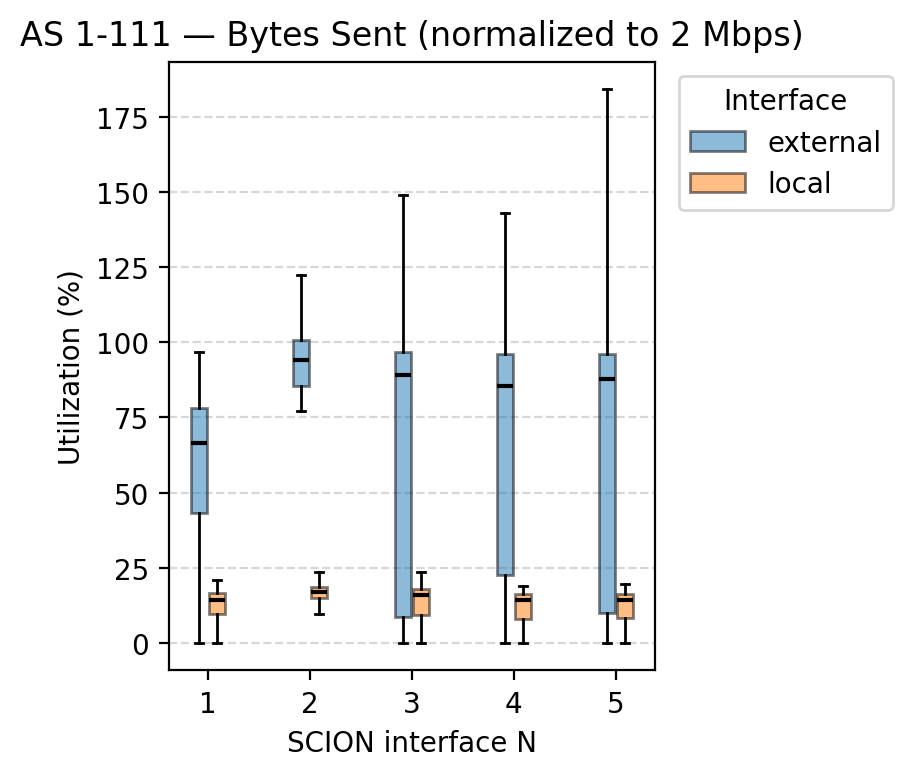 AS 1-111 — Bytes Sent (normalized to 2 Mbps)
Interface
external
local
Utilization (%)
175
150
125
100
75
50
25
0
1 2 3 4 5
SCION interface N